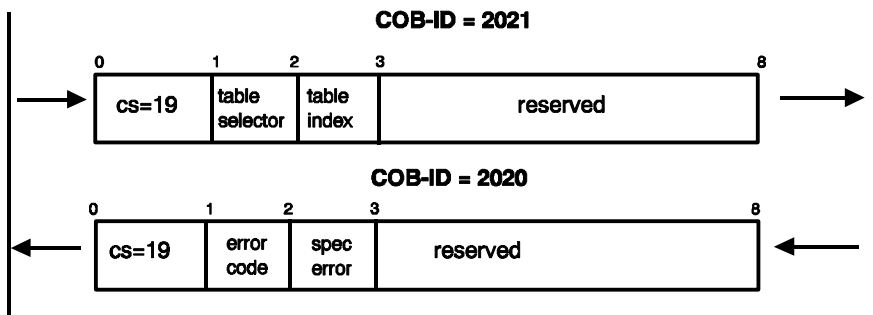 COB-ID = 2021
0 1 2 3 8
cs=19 table selector table index reserved
COB-ID = 2020
0 1 2 3 8
cs=19 error code spec error reserved